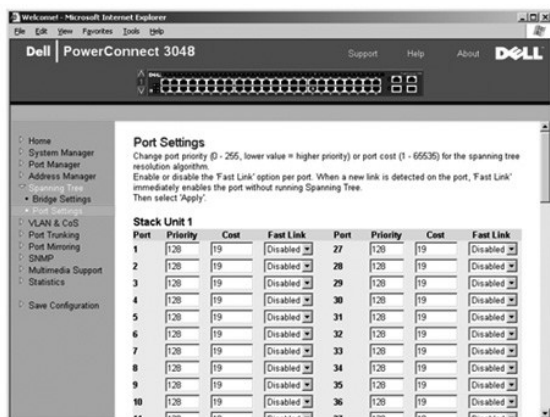 Welcome! - Microsoft Internet Explorer
File Edit View Favorites Tools Help
Dell | PowerConnect 3048
Support Help About DELL
DELL
Home
System Manager
Port Manager
Address Manager
Spanning Tree
Bridge Settings
Port Settings
VLAN & CoS
Port Trunking
Port Mirroring
SNMP
Multimedia Support
Statistics
Save Configuration
Port Settings
Change port priority (0 - 255, lower value = higher priority) or port cost (1 - 65535) for the spanning tree
resolution algorithm.
Enable or disable the 'Fast Link' option per port. When a new link is detected on the port, 'Fast Link'
immediately enables the port without running Spanning Tree.
Then select 'Apply'.
Stack Unit 1
Port Priority Cost Fast Link Port Priority Cost Fast Link
1 128 19 Disabled 27 128 19 Disabled
2 128 19 Disabled 28 128 19 Disabled
3 128 19 Disabled 29 128 19 Disabled
4 128 19 Disabled 30 128 19 Disabled
5 128 19 Disabled 31 128 19 Disabled
6 128 19 Disabled 32 128 19 Disabled
7 128 19 Disabled 33 128 19 Disabled
8 128 19 Disabled 34 128 19 Disabled
9 128 19 Disabled 35 128 19 Disabled
10 128 19 Disabled 36 128 19 Disabled